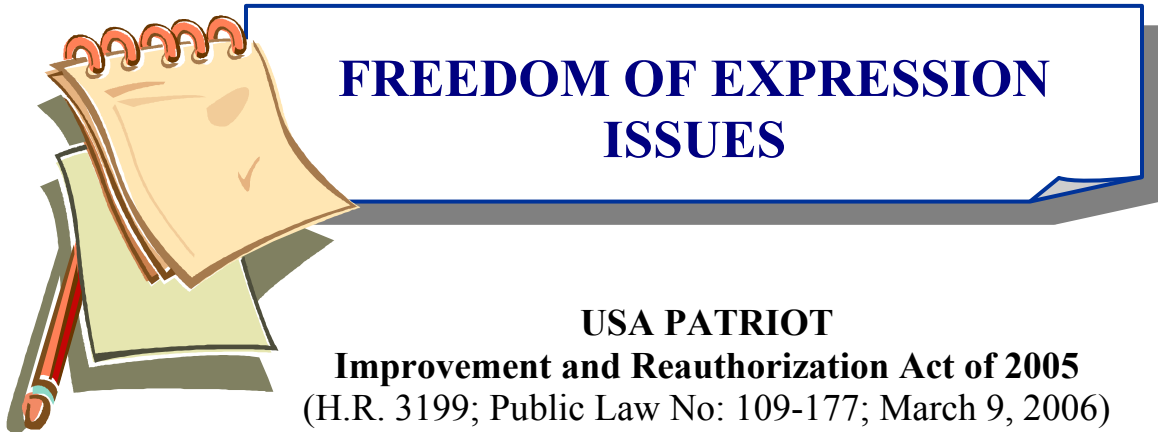 FREEDOM OF EXPRESSION
ISSUES
USA PATRIOT
Improvement and Reauthorization Act of 2005
(H.R. 3199; Public Law No: 109-177; March 9, 2006)